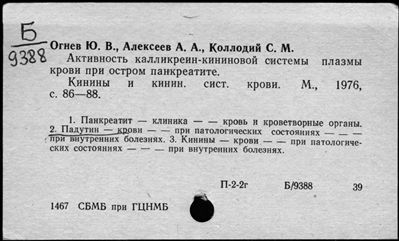 Б
9388
Огнев Ю. В., Алексеев А. А., Коллодий С. М.
Активность калликреин-кининовой системы плазмы
крови при остром панкреатите.
Кинины и кинин. сист. крови. М., 1976,
с. 86—88.
1. Панкреатит — клиника — — кровь и кроветворные органы.
2. Падутин — крови — — при патологических состояниях — — —
при внутренних болезнях. 3. Кинины — крови — — при патологиче-
ских состояниях — — — при внутренних болезнях.
П-2-2г Б/9388 39
1467 СБМБ при ГЦНМБ